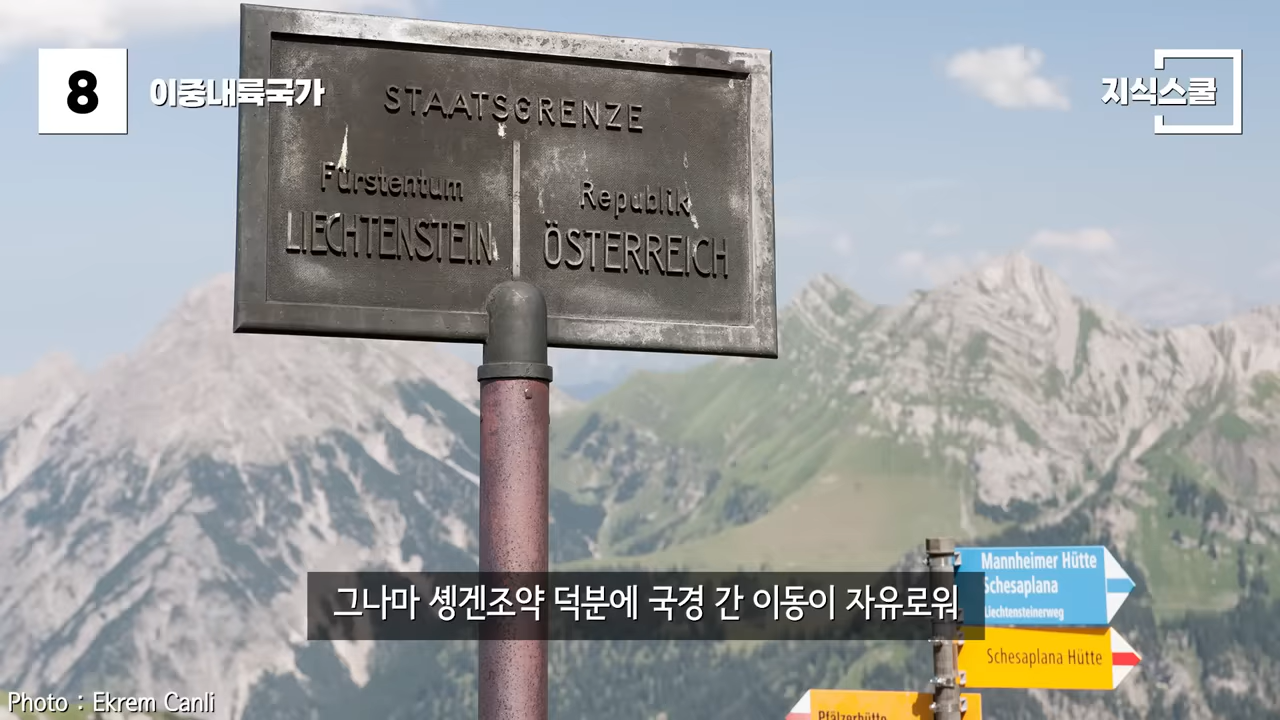 8
이중내륙국가
지식스쿨
STAATSGRENZE
Fürstentum
LIECHTENSTEIN
Republik
ÖSTERREICH
Mannheimer Hütte
Schesaplana
Liechtensteinerweg
그나마 솅겐조약 덕분에 국경 간 이동이 자유로워
Schesaplana Hütte
Pfälzerhütte
Photo : Ekrem Canli